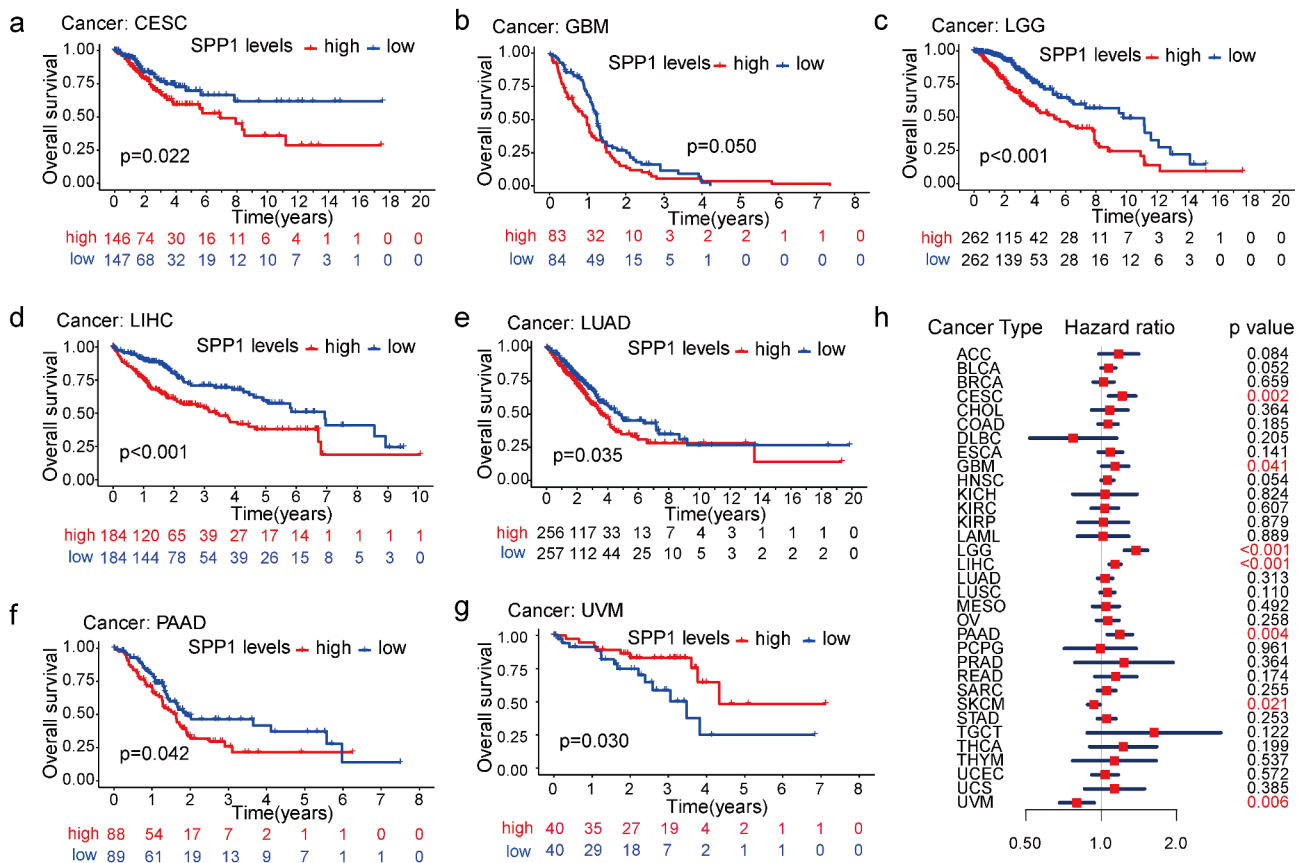 a
Cancer: CESC
SPP1 levels high low
1.00
0.75
0.50
0.25
0.00
Overall survival
p=0.022
0 2 4 6 8 10 12 14 16 18 20
Time(years)
high 146 74 30 16 11 6 4 1 1 0 0
low 147 68 32 19 12 10 7 3 1 0 0
b
Cancer: GBM
SPP1 levels high low
1.00
0.75
0.50
0.25
0.00
Overall survival
p=0.050
0 1 2 3 4 5 6 7 8
Time(years)
high 83 32 10 3 2 2 1 1 0
low 84 49 15 5 1 0 0 0 0
c
Cancer: LGG
SPP1 levels high low
1.00
0.75
0.50
0.25
0.00
Overall survival
p<0.001
0 2 4 6 8 10 12 14 16 18 20
Time(years)
high 262 115 42 28 11 7 3 2 1 0 0
low 262 139 53 28 16 12 6 3 0 0 0
d
Cancer: LIHC
SPP1 levels high low
1.00
0.75
0.50
0.25
0.00
Overall survival
p<0.001
0 1 2 3 4 5 6 7 8 9 10
Time(years)
high 184 120 65 39 27 17 14 1 1 1 1
low 184 144 78 54 39 26 15 8 5 3 0
e
Cancer: LUAD
SPP1 levels high low
1.00
0.75
0.50
0.25
0.00
Overall survival
p=0.035
0 2 4 6 8 10 12 14 16 18 20
Time(years)
high 256 117 33 13 7 4 3 1 1 1 0
low 257 112 44 25 10 5 3 2 2 2 0
f
Cancer: PAAD
SPP1 levels high low
1.00
0.75
0.50
0.25
0.00
Overall survival
p=0.042
0 1 2 3 4 5 6 7 8
Time(years)
high 88 54 17 7 2 1 1 0 0
low 89 61 19 13 9 7 1 1 0
g
Cancer: UVM
SPP1 levels high low
1.00
0.75
0.50
0.25
0.00
Overall survival
p=0.030
0 1 2 3 4 5 6 7 8
Time(years)
high 40 35 27 19 4 2 1 1 0
low 40 29 18 7 2 1 1 0 0
h
Cancer Type Hazard ratio p value
ACC 0.084
BLCA 0.052
BRCA 0.659
CESC 0.002
CHOL 0.364
COAD 0.185
DLBC 0.205
ESCA 0.141
GBM 0.041
HNSC 0.054
KICH 0.824
KIRC 0.607
KIRP 0.879
LAML 0.889
LGG <0.001
LIHC <0.001
LUAD 0.313
LUSC 0.110
MESO 0.492
OV 0.258
PAAD 0.004
PCPG 0.961
PRAD 0.364
READ 0.174
SARC 0.255
SKCM 0.021
STAD 0.253
TGCT 0.122
THCA 0.199
THYM 0.537
UCEC 0.572
UCS 0.385
UVM 0.006
0.50 1.0 2.0